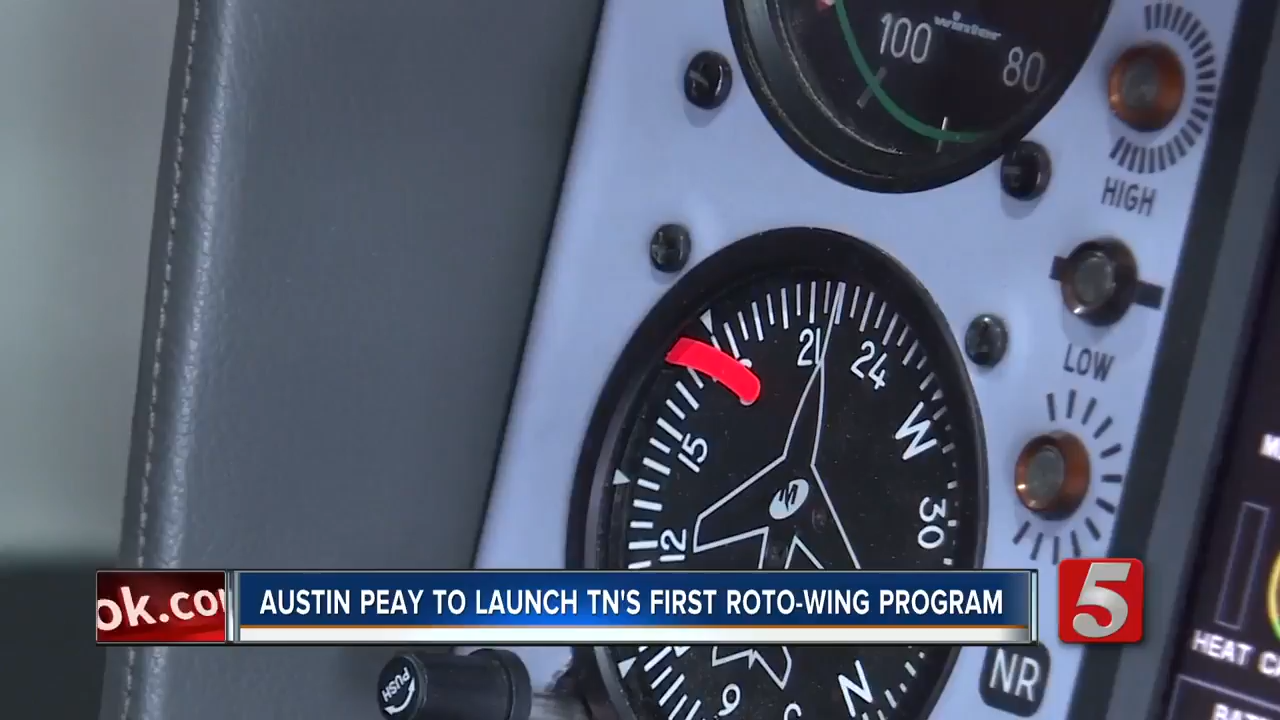 winter
100
80
HIGH
21
24
W
15
LOW
30
12
ok.co
AUSTIN PEAY TO LAUNCH TN'S FIRST ROTO-WING PROGRAM
5
HEAT
NR
PUSH
N